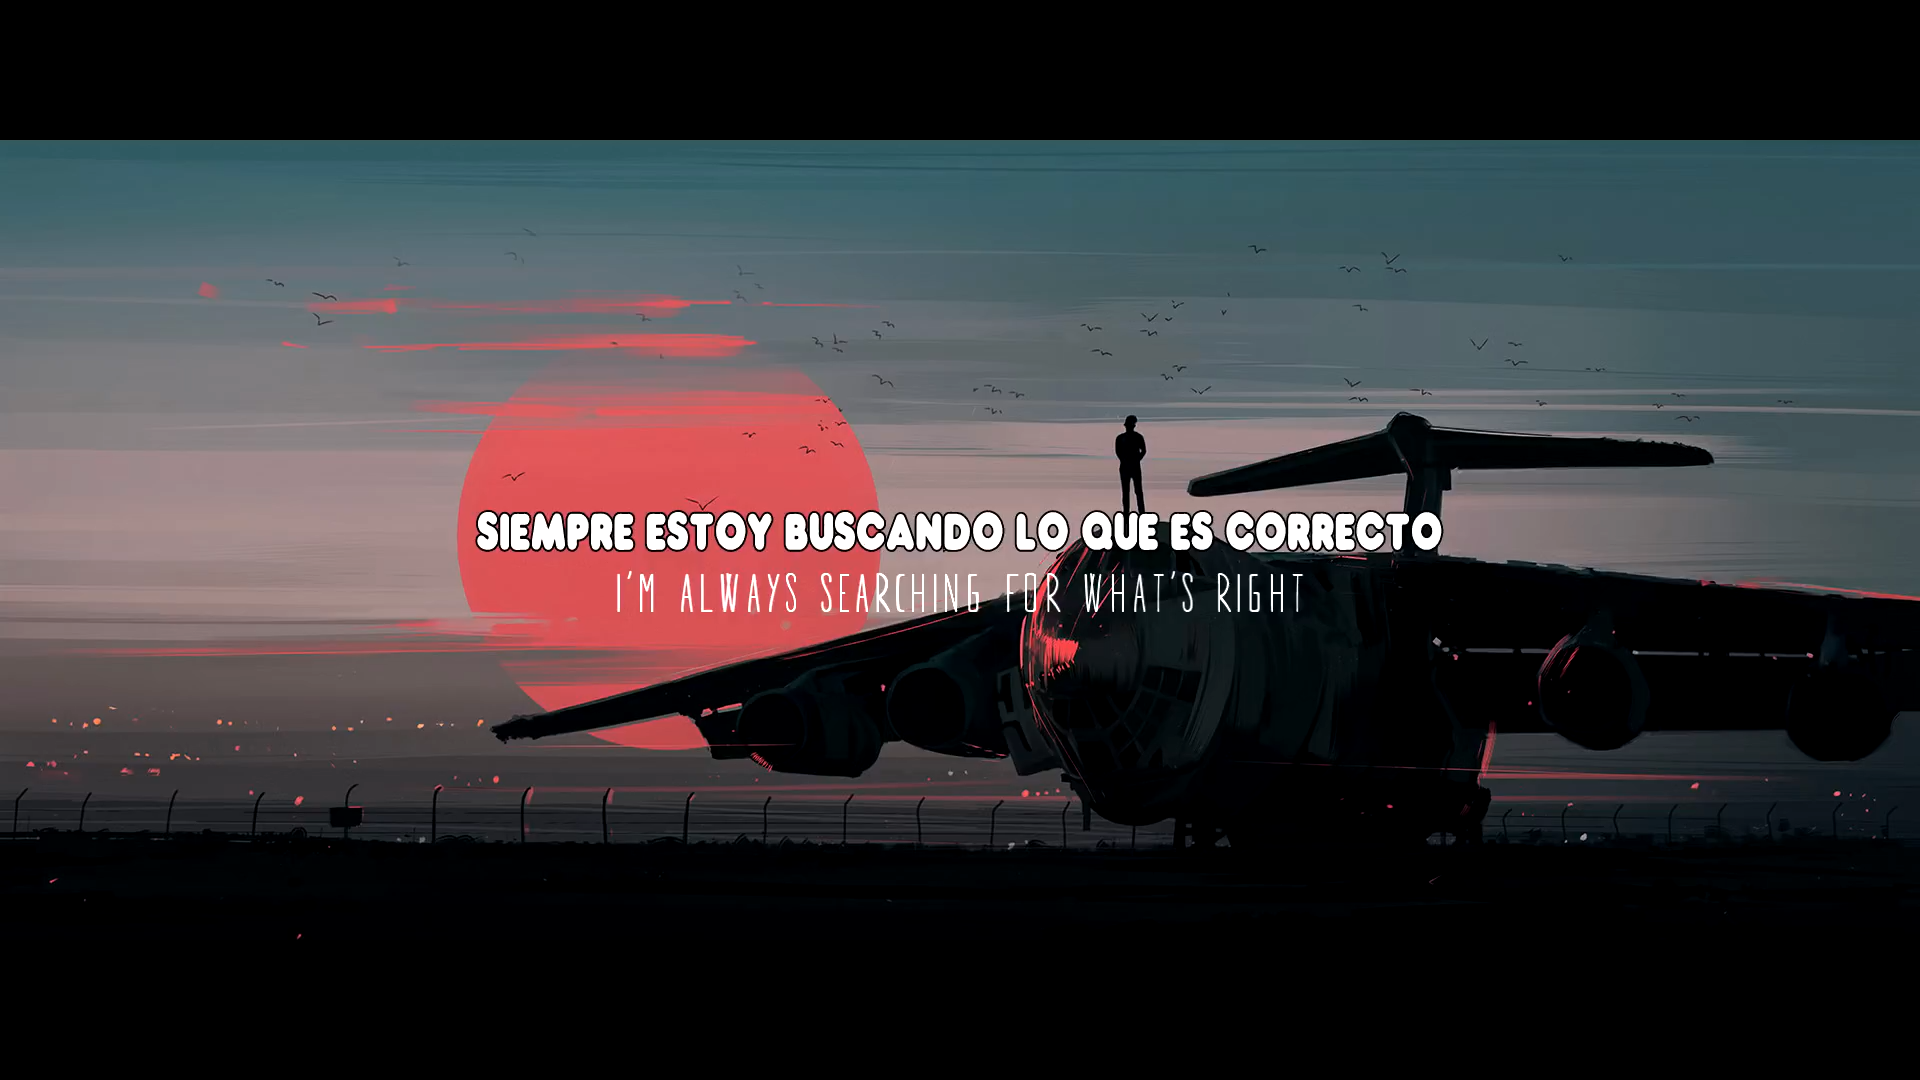 SIEMPRE ESTOY BUSCANDO LO QUE ES CORRECTO
I'M ALWAYS SEARCHING FOR WHAT'S RIGHT